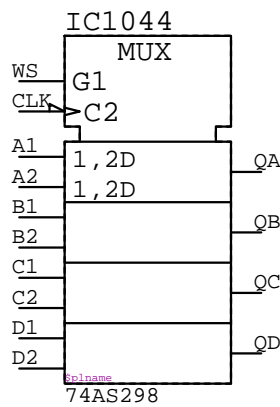 IC1044
MUX
WS
G1
CLK
C2
A1
1,2D
QA
A2
1,2D
B1
QB
B2
C1
QC
C2
D1
QD
D2
$plname
74AS298